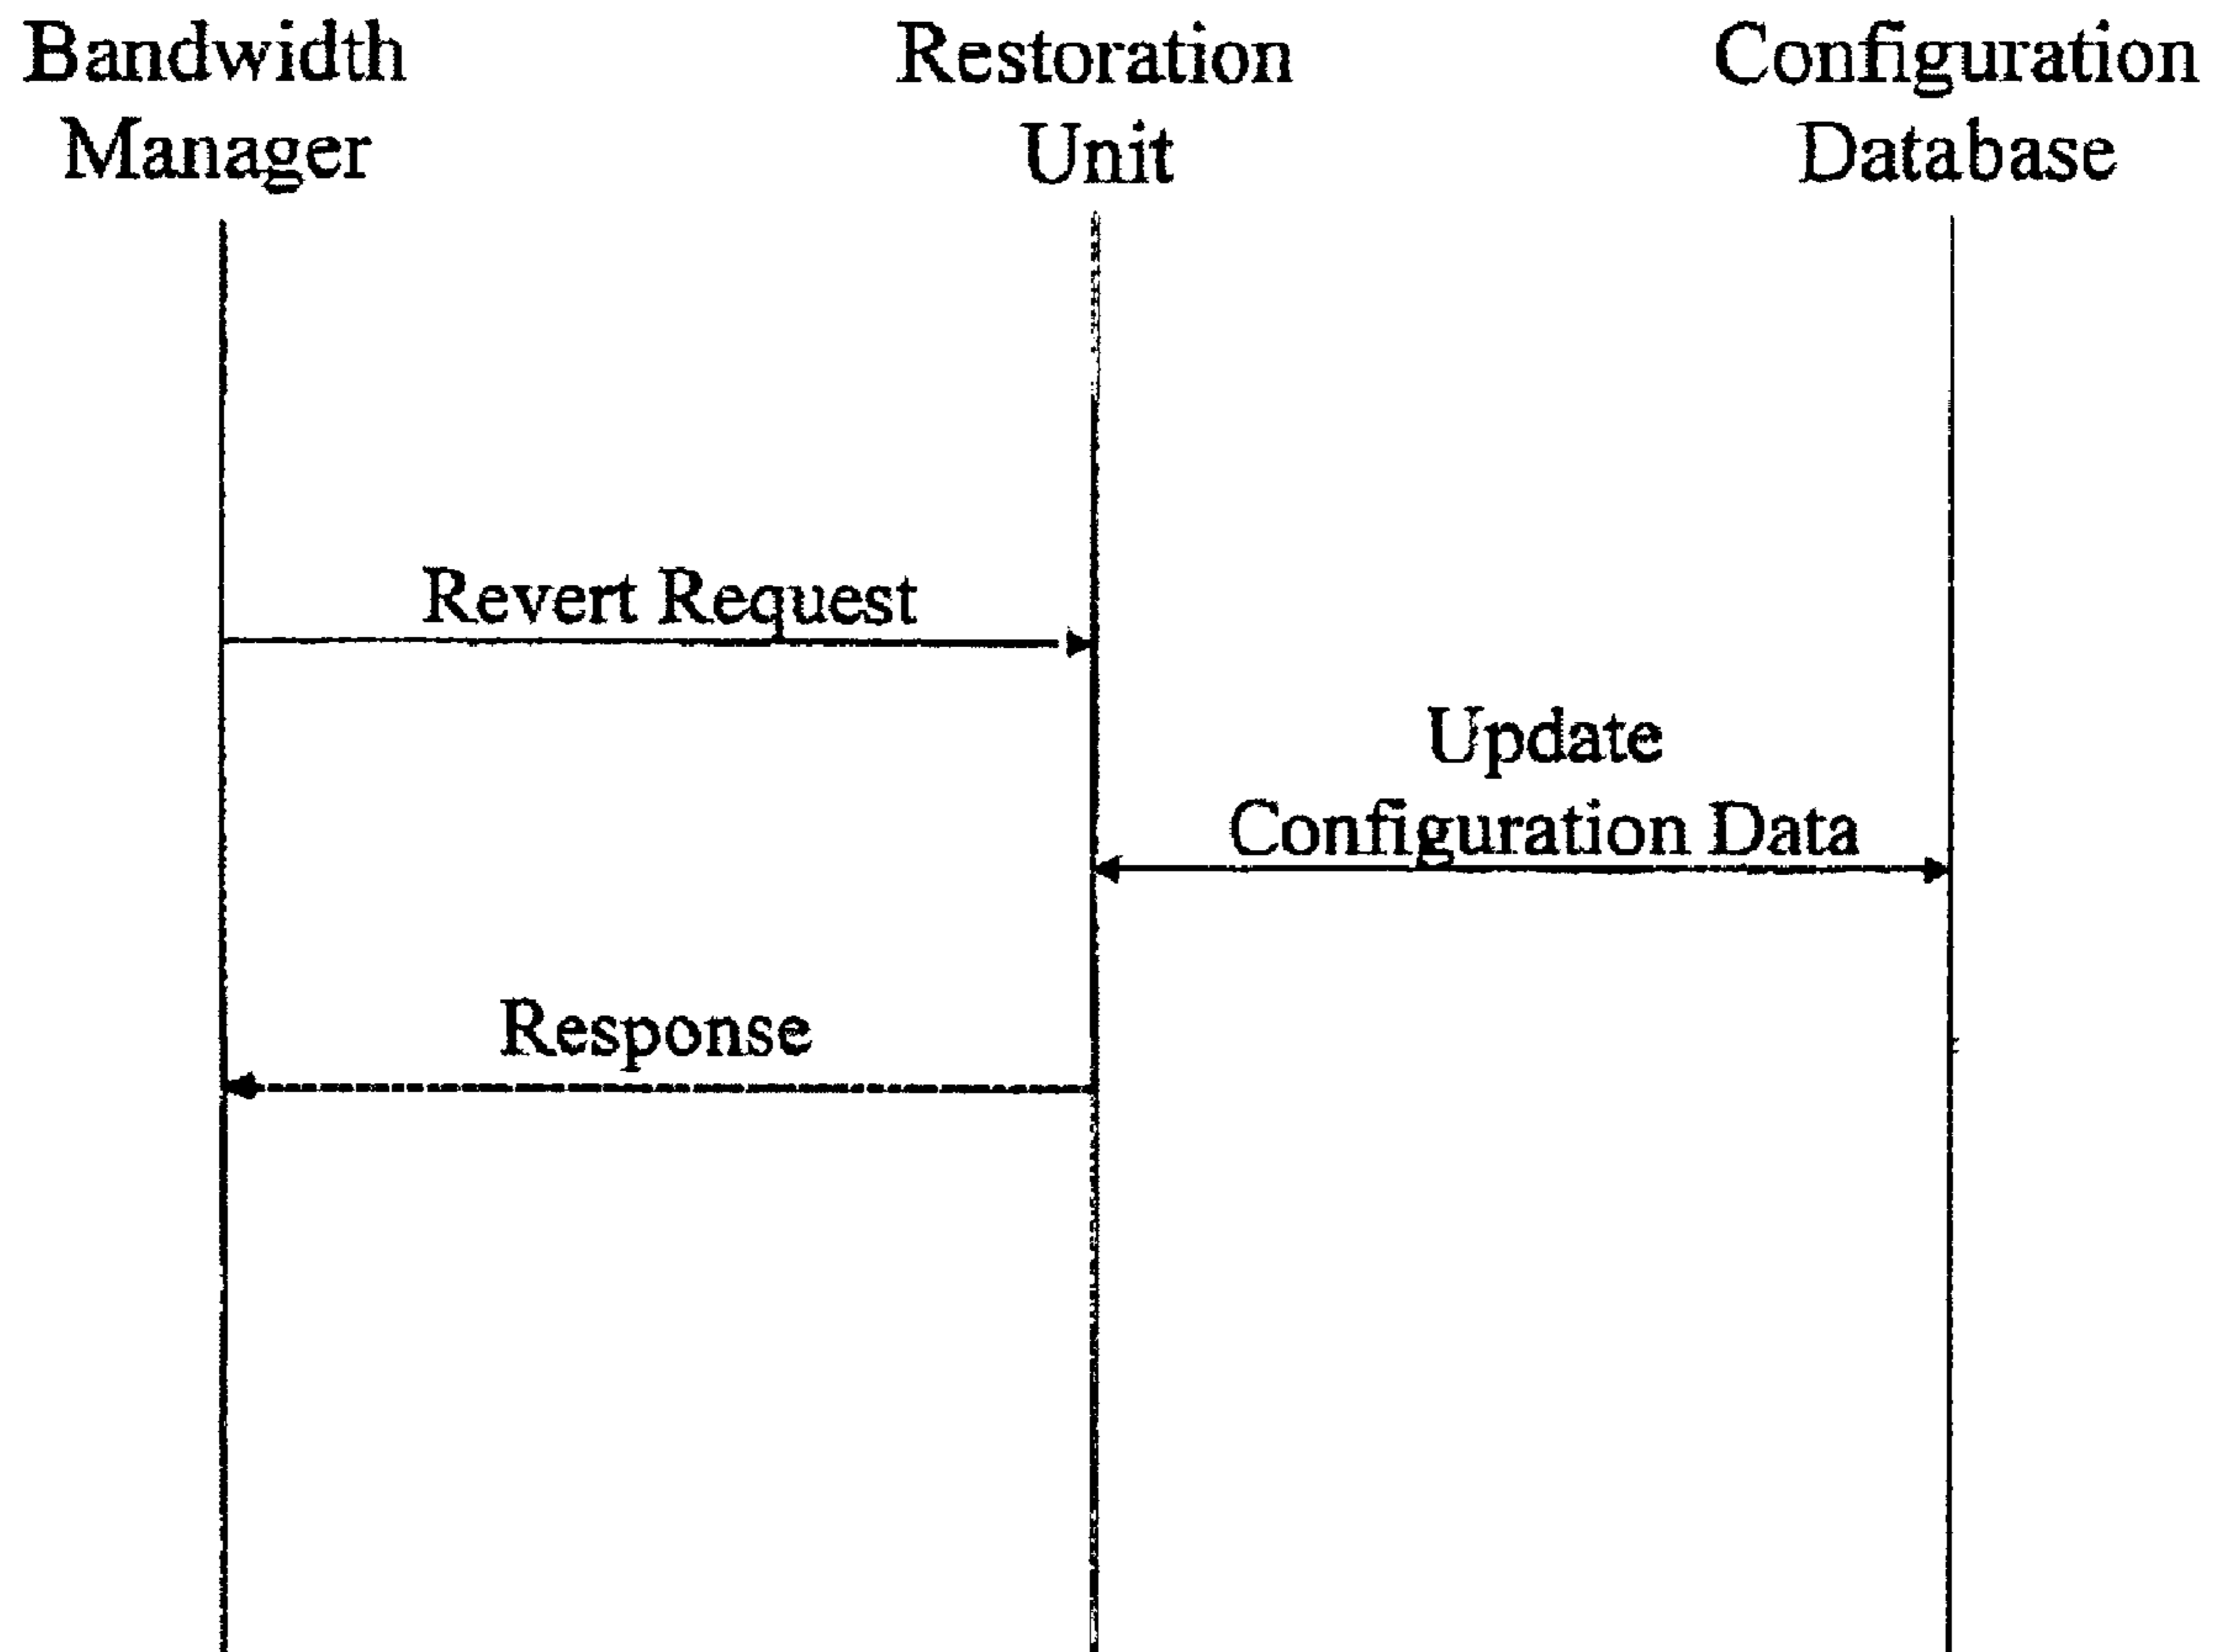 Bandwidth
Manager
Restoration
Unit
Configuration
Database
Revert Request
Update
Configuration Data
Response